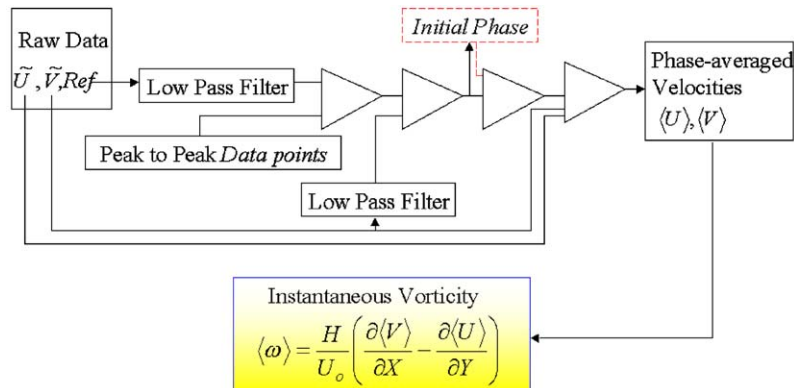 Raw Data
Ũ , Ṽ,Ref
Low Pass Filter
Peak to Peak Data points
Low Pass Filter
Initial Phase
Phase-averaged
Velocities
⟨U⟩,⟨V⟩
Instantaneous Vorticity
⟨ω⟩ = H/U_o (∂⟨V⟩/∂X − ∂⟨U⟩/∂Y)